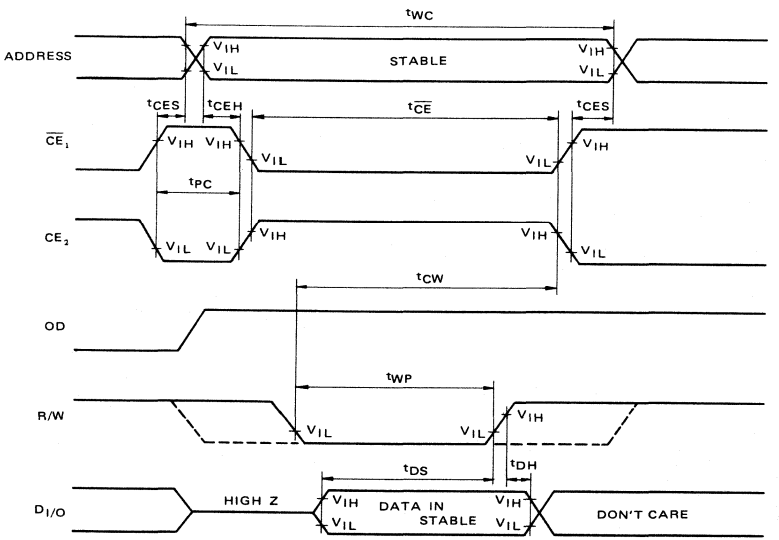 tWC
ADDRESS
VIH VIH
VIL STABLE VIL
tCES tCEH tCE̅ tCES
C̅E̅1
VIH VIH VIL VIL VIH
tPC
CE2
VIL VIL VIH VIH VIL
tCW
OD
tWP
R/W
VIL VIL VIH
tDS tDH
DI/O
HIGH Z
VIH DATA IN VIH
VIL STABLE VIL
DON'T CARE